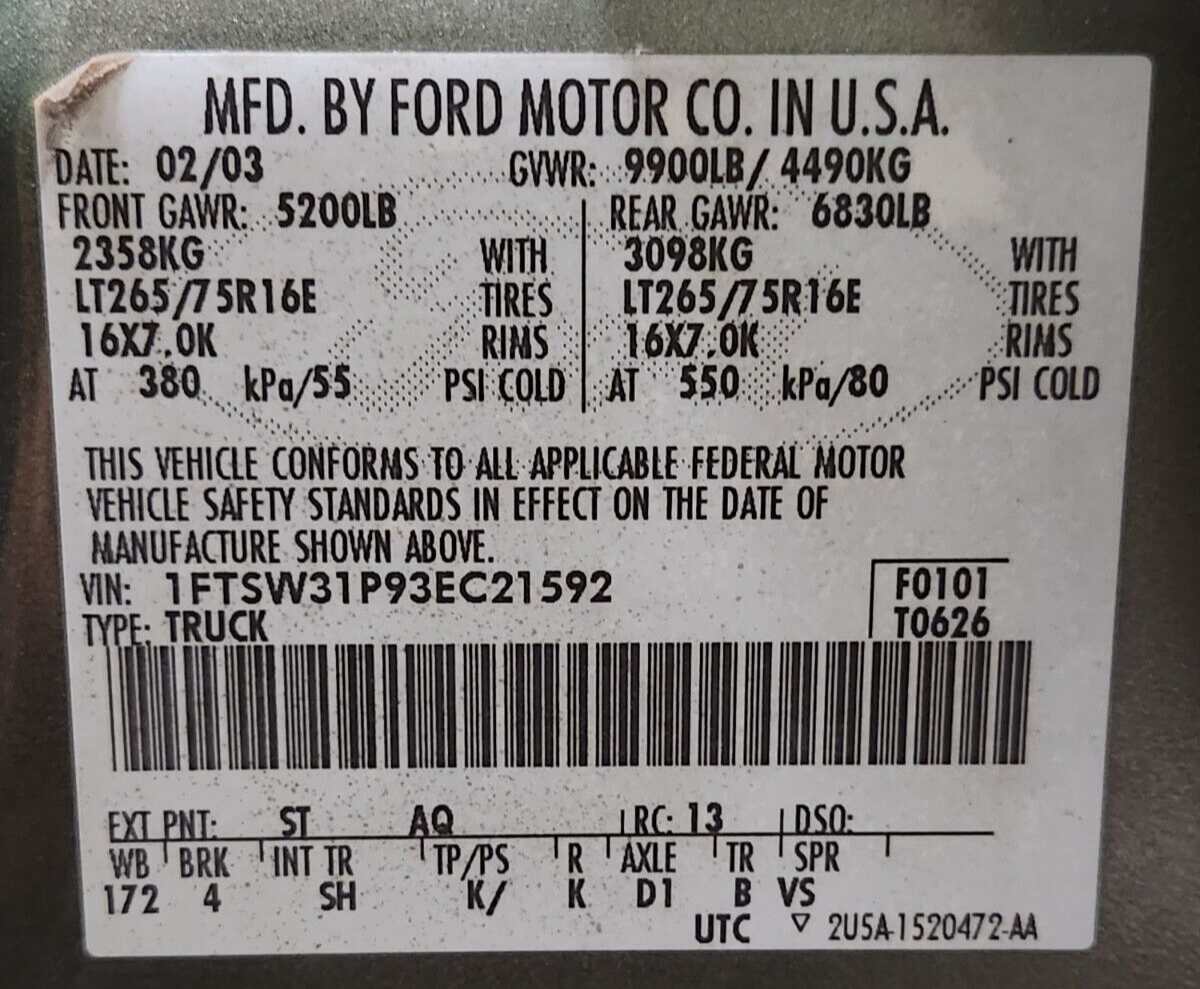 MFD. BY FORD MOTOR CO. IN U.S.A.
DATE: 02/03 GVWR: 9900LB/ 4490KG
FRONT GAWR: 5200LB REAR GAWR: 6830LB
2358KG WITH 3098KG WITH
LT265/75R16E TIRES LT265/75R16E TIRES
16X7.0K RIMS 16X7.0K RIMS
AT 380 kPa/55 PSI COLD AT 550 kPa/80 PSI COLD
THIS VEHICLE CONFORMS TO ALL APPLICABLE FEDERAL MOTOR
VEHICLE SAFETY STANDARDS IN EFFECT ON THE DATE OF
MANUFACTURE SHOWN ABOVE.
VIN: 1FTSW31P93EC21592 F0101
TYPE: TRUCK T0626
EXT PNT: ST AQ RC: 13 DSO:
WB BRK INT TR TP/PS R AXLE TR SPR
172 4 SH K/ K D1 B VS
UTC ▽ 2U5A-1520472-AA